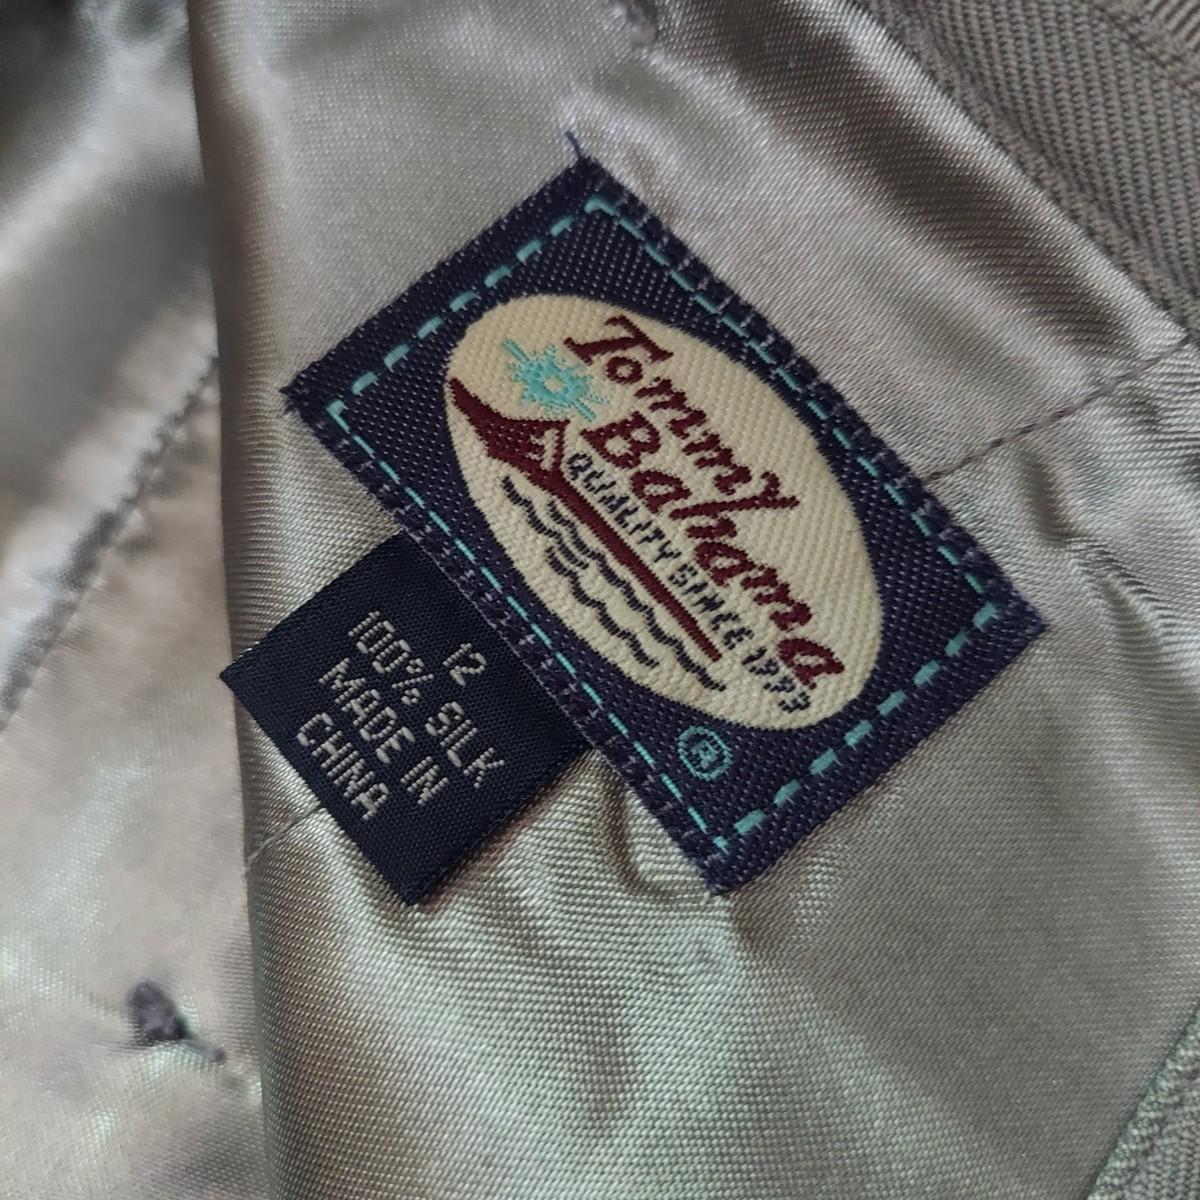 Tommy
Bahama
QUALITY SINCE 1993
®
12
100% SILK
MADE IN
CHINA